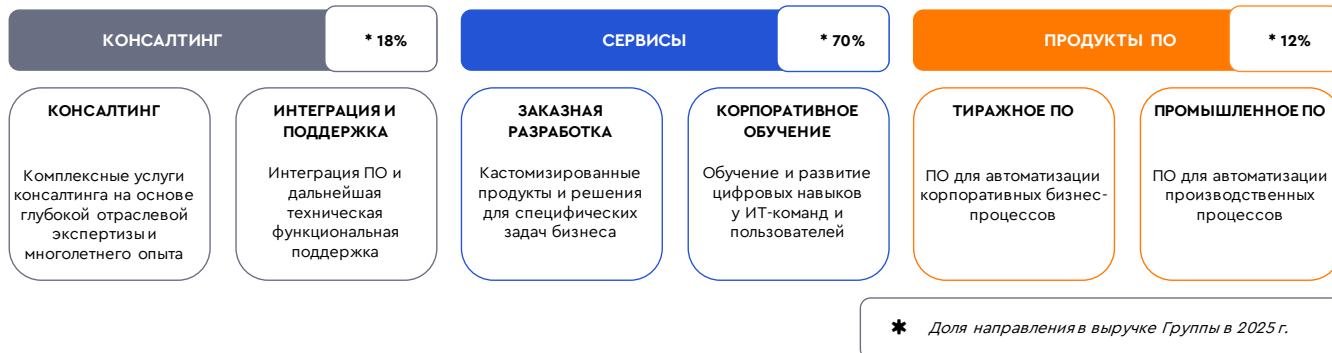 КОНСАЛТИНГ
* 18%
СЕРВИСЫ
* 70%
ПРОДУКТЫ ПО
* 12%
КОНСАЛТИНГ
Комплексные услуги
консалтинга на основе
глубокой отраслевой
экспертизы и
многолетнего опыта
ИНТЕГРАЦИЯ И
ПОДДЕРЖКА
Интеграция ПО и
дальнейшая
техническая
функциональная
поддержка
ЗАКАЗНАЯ
РАЗРАБОТКА
Кастомизированные
продукты и решения
для специфических
задач бизнеса
КОРПОРАТИВНОЕ
ОБУЧЕНИЕ
Обучение и развитие
цифровых навыков
у ИТ-команд и
пользователей
ТИРАЖНОЕ ПО
ПО для автоматизации
корпоративных бизнес-
процессов
ПРОМЫШЛЕННОЕ ПО
ПО для автоматизации
производственных
процессов
✱ Доля направления в выручке Группы в 2025 г.